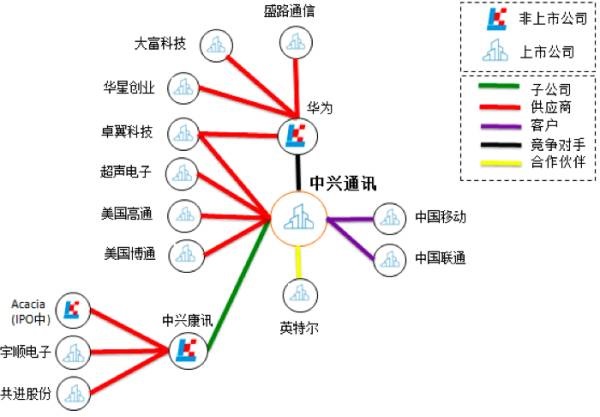 盛路通信
大富科技
华星创业
华为
卓翼科技
超声电子
中兴通讯
美国高通
中国移动
美国博通
中国联通
Acacia
(IPO中)
中兴康讯
英特尔
宇顺电子
共进股份
非上市公司
上市公司
子公司
供应商
客户
竞争对手
合作伙伴